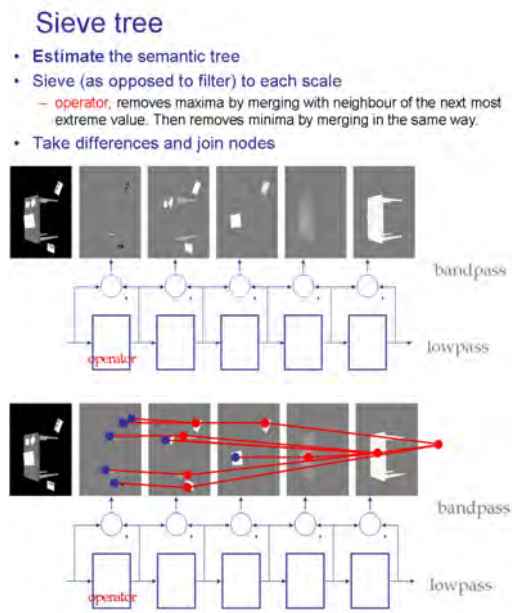 Sieve tree
• Estimate the semantic tree
• Sieve (as opposed to filter) to each scale
– operator, removes maxima by merging with neighbour of the next most
extreme value. Then removes minima by merging in the same way.
• Take differences and join nodes
bandpass
operator
lowpass
bandpass
operator
lowpass